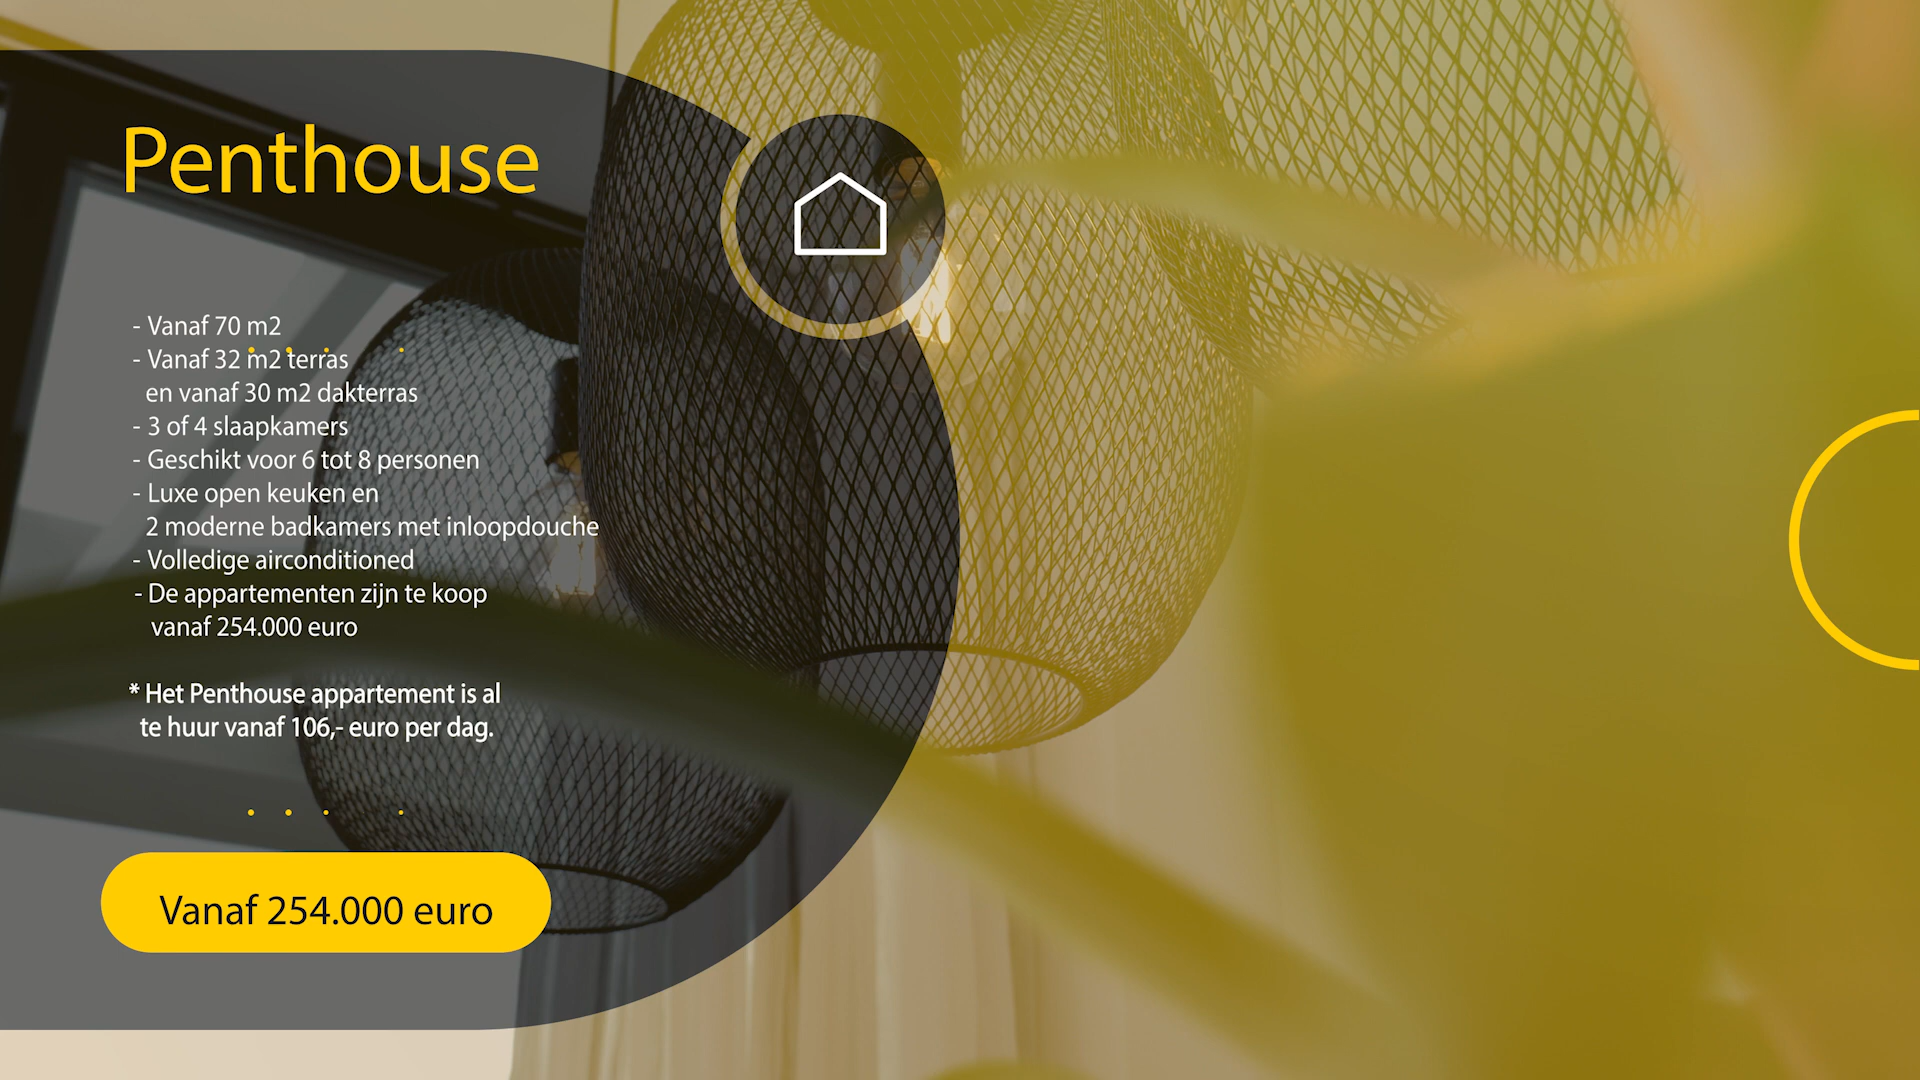 Penthouse
- Vanaf 70 m2
- Vanaf 32 m2 terras
en vanaf 30 m2 dakterras
- 3 of 4 slaapkamers
- Geschikt voor 6 tot 8 personen
- Luxe open keuken en
2 moderne badkamers met inloopdouche
- Volledige airconditioned
- De appartementen zijn te koop
vanaf 254.000 euro
* Het Penthouse appartement is al
te huur vanaf 106,- euro per dag.
Vanaf 254.000 euro